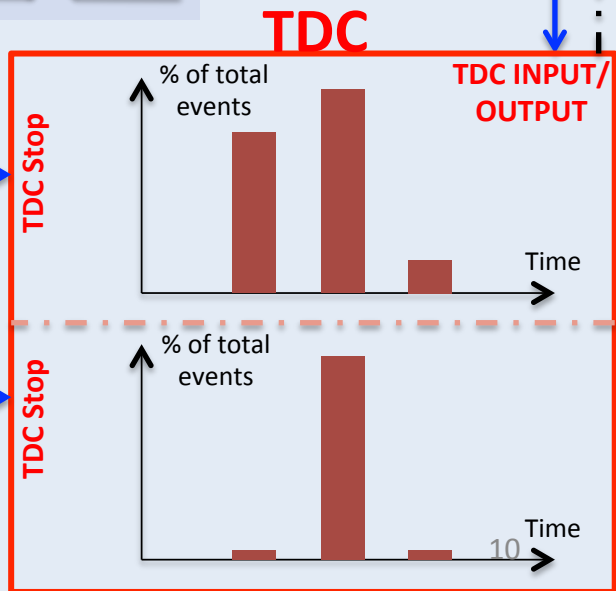 TDC
TDC INPUT/
OUTPUT
% of total
events
TDC Stop
Time
% of total
events
TDC Stop
Time
10